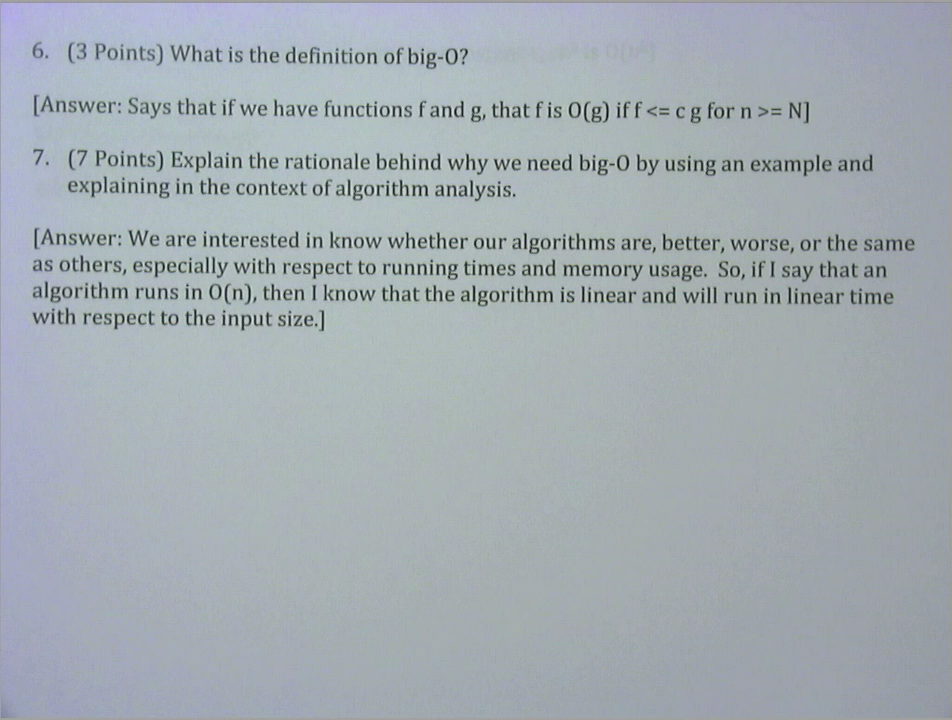 6. (3 Points) What is the definition of big-O?
[Answer: Says that if we have functions f and g, that f is O(g) if f <= c g for n >= N]
7. (7 Points) Explain the rationale behind why we need big-O by using an example and
explaining in the context of algorithm analysis.
[Answer: We are interested in know whether our algorithms are, better, worse, or the same
as others, especially with respect to running times and memory usage. So, if I say that an
algorithm runs in O(n), then I know that the algorithm is linear and will run in linear time
with respect to the input size.]